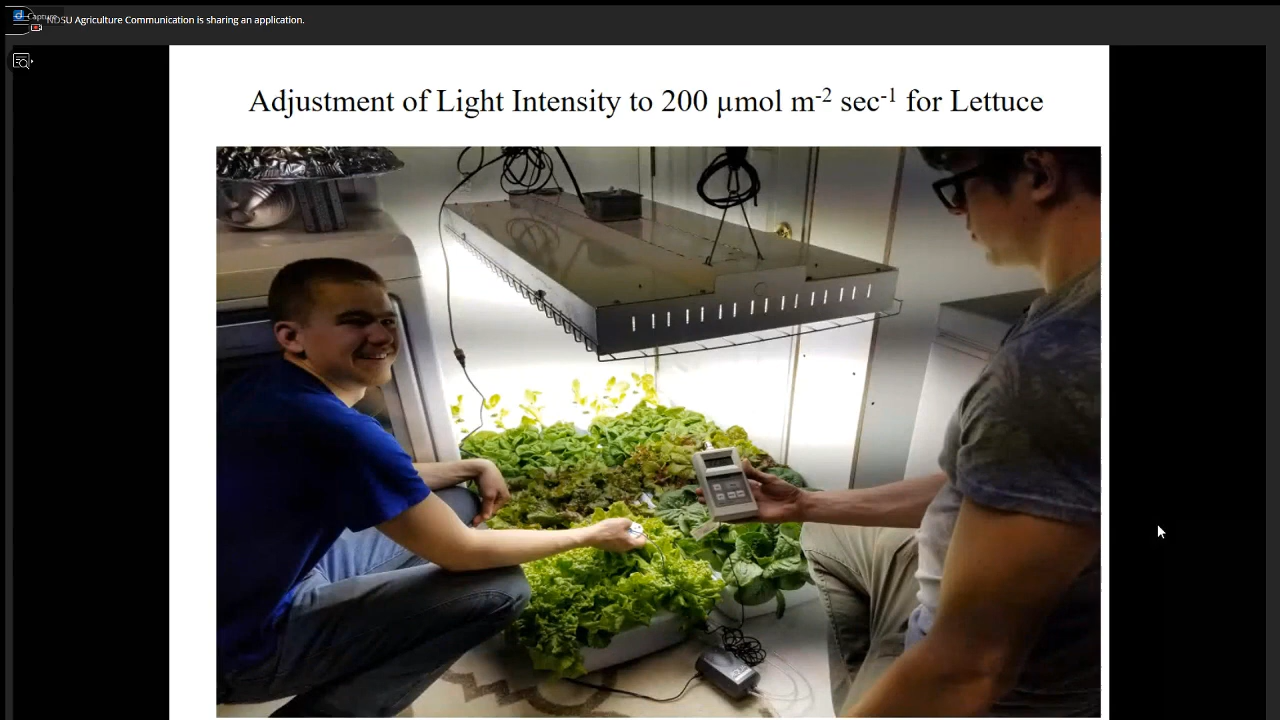 Capture
NDSU Agriculture Communication is sharing an application.
Adjustment of Light Intensity to 200 µmol m-2 sec-1 for Lettuce